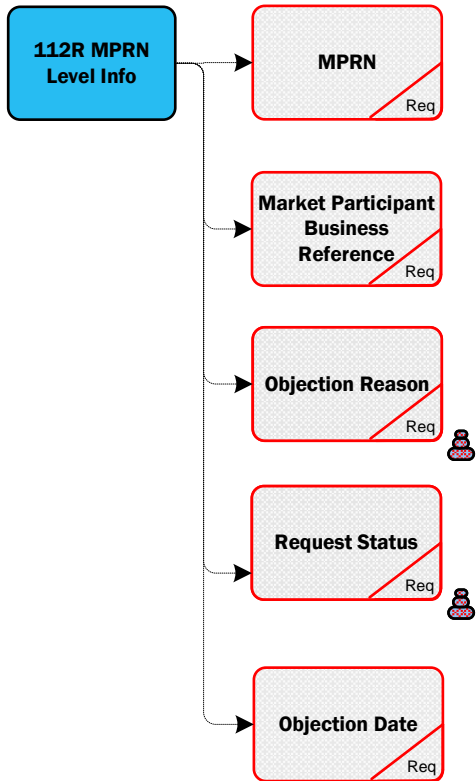 112R MPRN
Level Info
MPRN
Req
Market Participant
Business
Reference
Req
Objection Reason
Req
Request Status
Req
Objection Date
Req